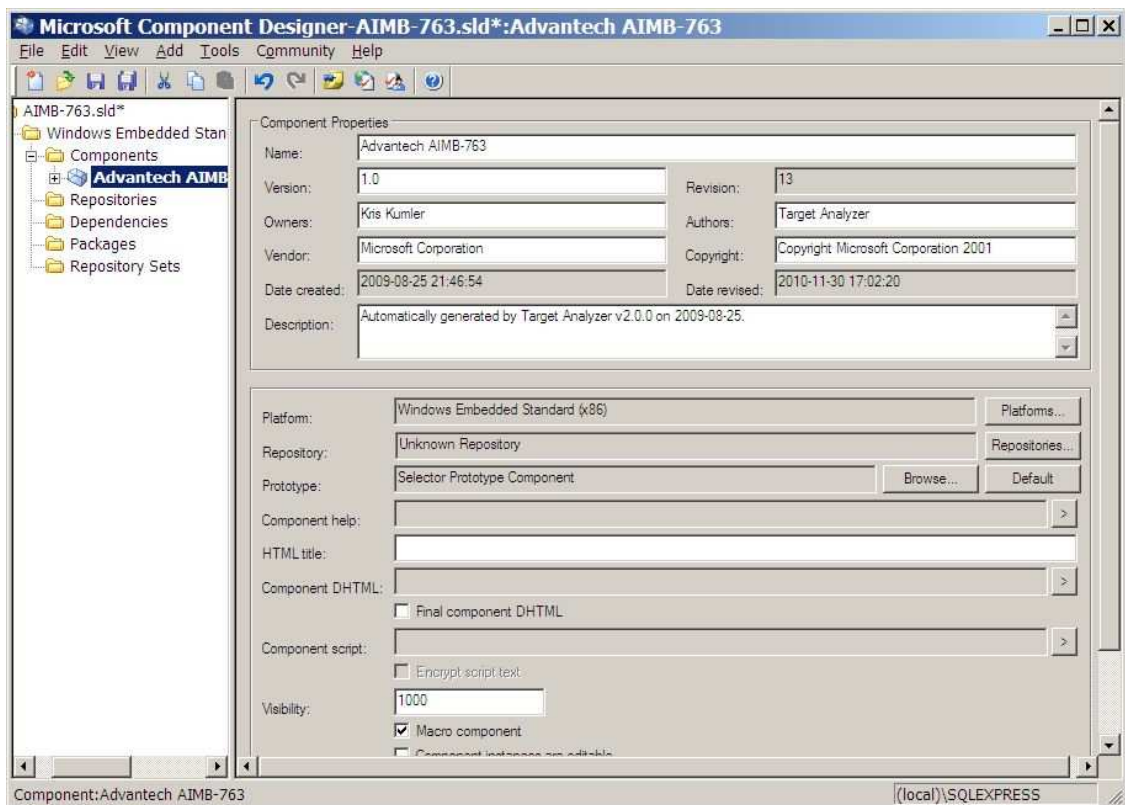 Microsoft Component Designer-AIMB-763.sld*:Advantech AIMB-763
File Edit View Add Tools Community Help
AIMB-763.sld*
Windows Embedded Stan
Components
Advantech AIMB
Repositories
Dependencies
Packages
Repository Sets
Component Properties
Name: Advantech AIMB-763
Version: 1.0 Revision: 13
Owners: Kris Kumler Authors: Target Analyzer
Vendor: Microsoft Corporation Copyright: Copyright Microsoft Corporation 2001
Date created: 2009-08-25 21:46:54 Date revised: 2010-11-30 17:02:20
Description: Automatically generated by Target Analyzer v2.0.0 on 2009-08-25.
Platform: Windows Embedded Standard (x86) Platforms...
Repository: Unknown Repository Repositories...
Prototype: Selector Prototype Component Browse... Default
Component help: >
HTML title:
Component DHTML: >
Final component DHTML
Component script: >
Encrypt script text
Visibility: 1000
Macro component
Component instances are editable
Component:Advantech AIMB-763 (local)\SQLEXPRESS